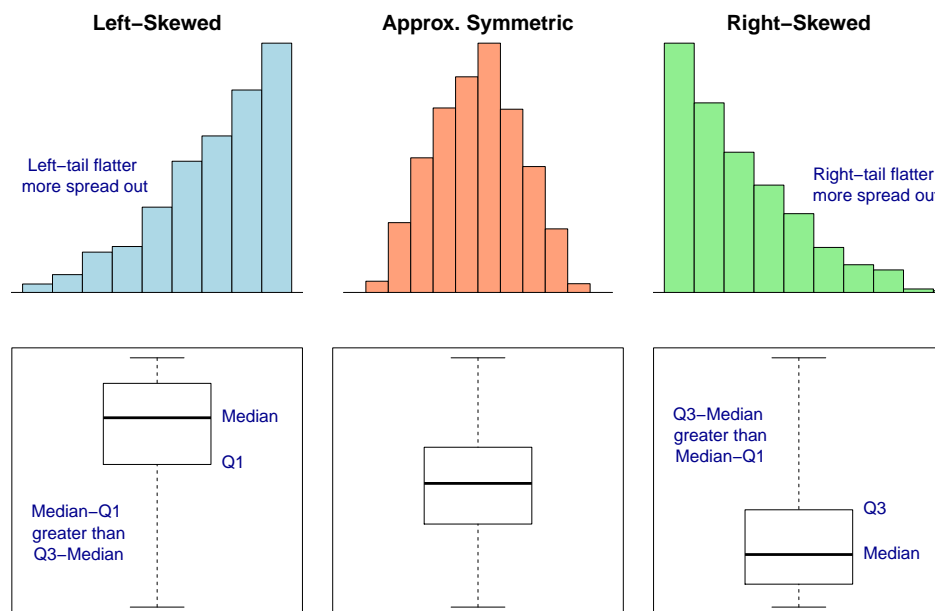 Left−Skewed
Approx. Symmetric
Right−Skewed
Left−tail flatter
more spread out
Right−tail flatter
more spread out
Median
Q1
Median−Q1
greater than
Q3−Median
Q3−Median
greater than
Median−Q1
Q3
Median